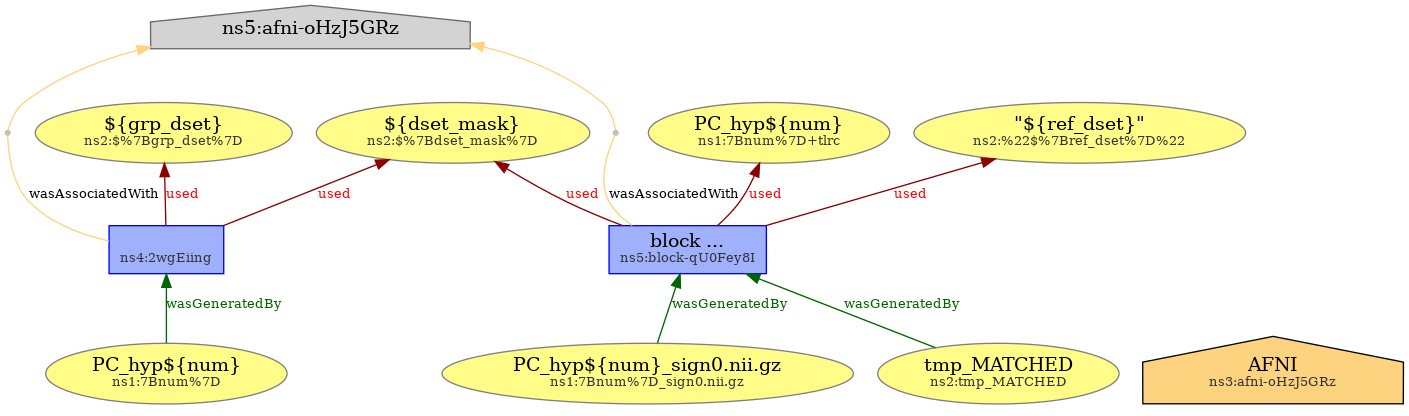 ns5:afni-oHzJ5GRz
${grp_dset}
ns2:$%7Bgrp_dset%7D
${dset_mask}
ns2:$%7Bdset_mask%7D
PC_hyp${num}
ns1:7Bnum%7D+tlrc
"${ref_dset}"
ns2:%22$%7Bref_dset%7D%22
wasAssociatedWith
used
used
used
wasAssociatedWith
used
used
ns4:2wgEiing
block ...
ns5:block-qU0Fey8I
wasGeneratedBy
wasGeneratedBy
wasGeneratedBy
PC_hyp${num}
ns1:7Bnum%7D
PC_hyp${num}_sign0.nii.gz
ns1:7Bnum%7D_sign0.nii.gz
tmp_MATCHED
ns2:tmp_MATCHED
AFNI
ns3:afni-oHzJ5GRz